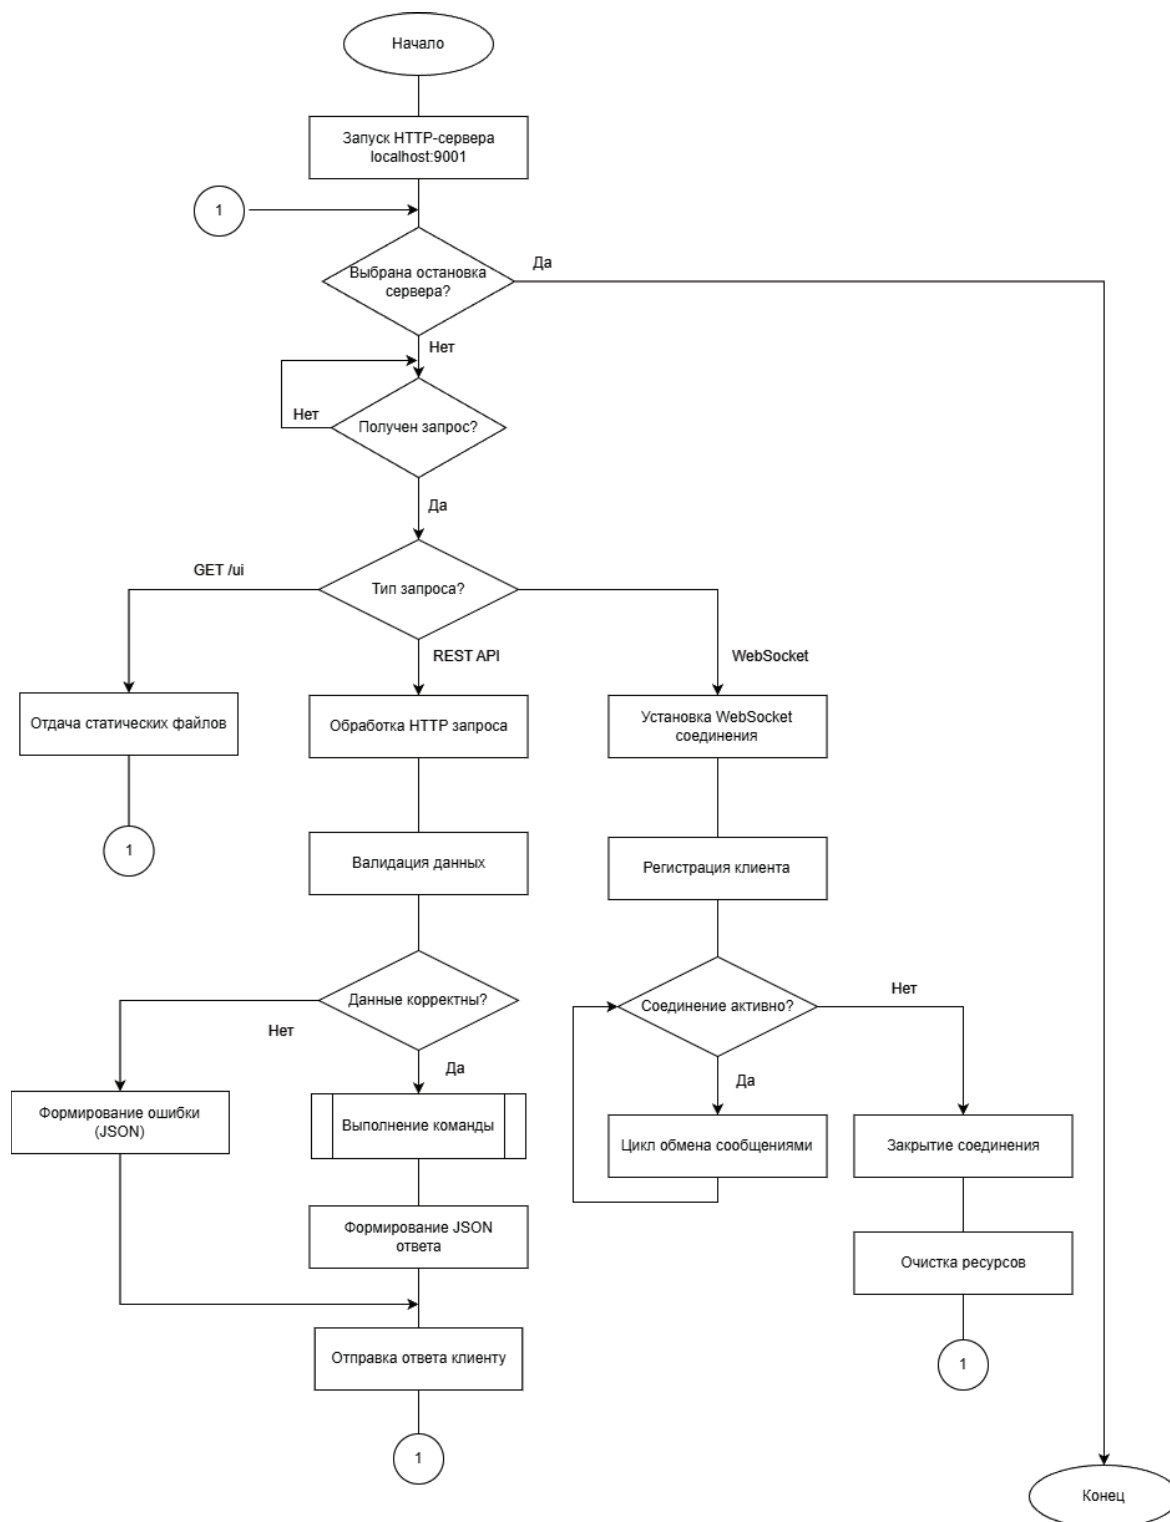 Начало
Запуск HTTP-сервера
localhost:9001
1
Выбрана остановка
сервера?
Да
Нет
Получен запрос?
Нет
Да
Тип запроса?
GET /ui
REST API
WebSocket
Отдача статических файлов
Обработка HTTP запроса
Установка WebSocket
соединения
1
Валидация данных
Регистрация клиента
Данные корректны?
Нет
Да
Соединение активно?
Нет
Да
Формирование ошибки
(JSON)
Выполнение команды
Цикл обмена сообщениями
Закрытие соединения
Формирование JSON
ответа
Очистка ресурсов
Отправка ответа клиенту
1
1
Конец